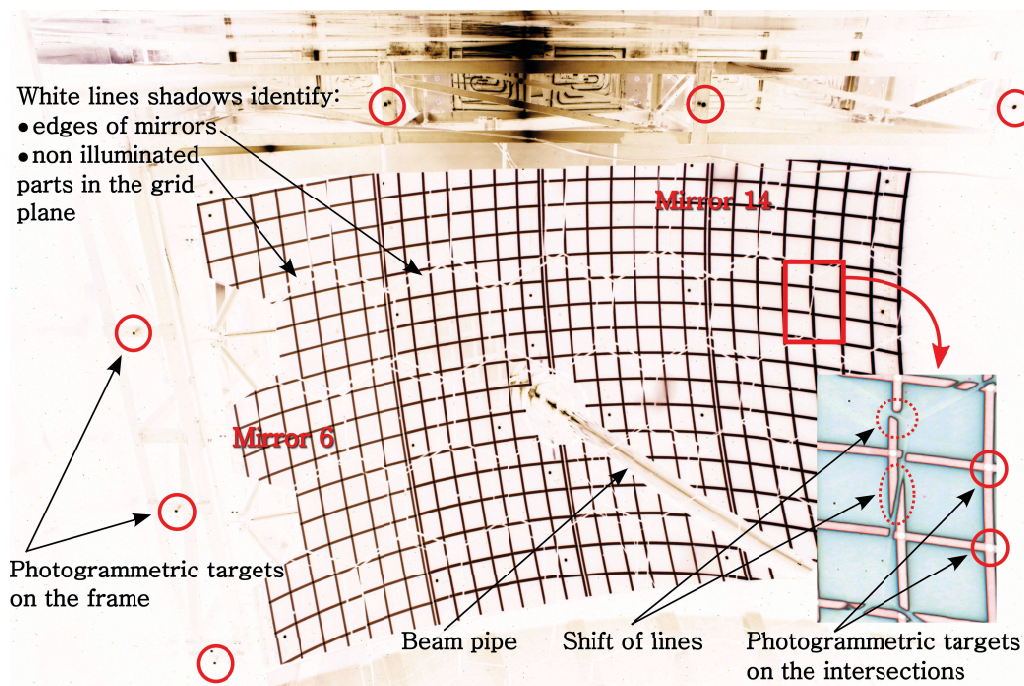 White lines shadows identify:
• edges of mirrors
• non illuminated
parts in the grid
plane
Mirror 14
Mirror 6
Photogrammetric targets
on the frame
Beam pipe
Shift of lines
Photogrammetric targets
on the intersections